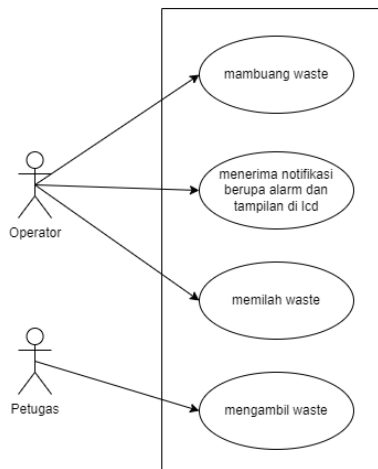 mambuang waste
menerima notifikasi
berupa alarm dan
tampilan di lcd
Operator
memilah waste
Petugas
mengambil waste